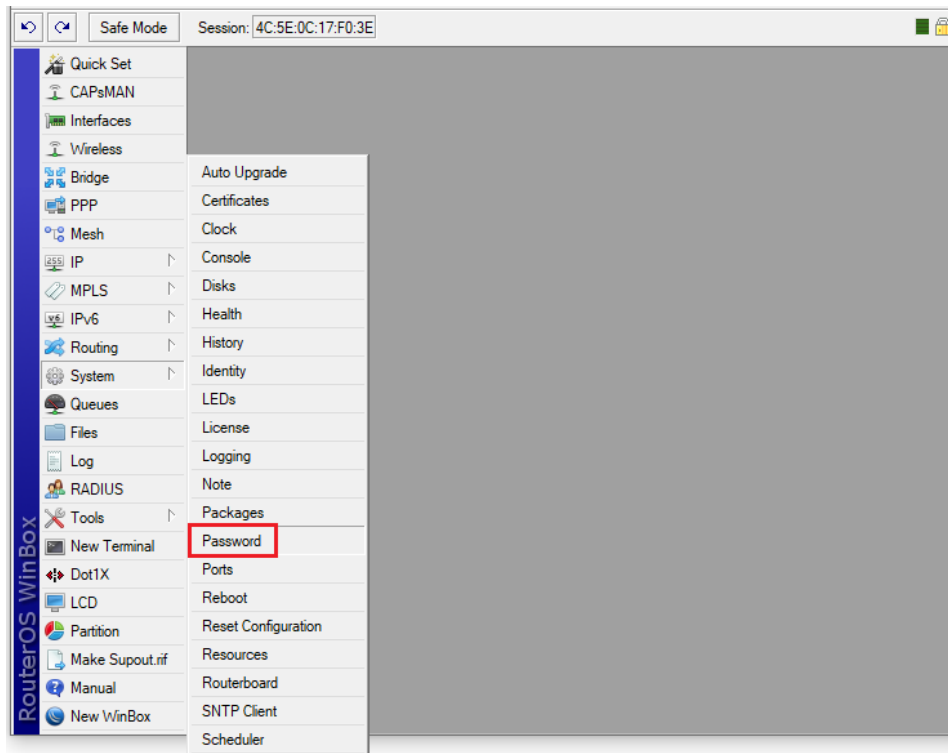 Safe Mode Session: 4C:5E:0C:17:F0:3E
Quick Set
CAPsMAN
Interfaces
Wireless
Bridge
PPP
Mesh
255 IP
MPLS
v6 IPv6
Routing
System
Queues
Files
Log
RADIUS
Tools
New Terminal
Dot1X
LCD
Partition
Make Supout.rif
Manual
New WinBox
RouterOS WinBox
Auto Upgrade
Certificates
Clock
Console
Disks
Health
History
Identity
LEDs
License
Logging
Note
Packages
Password
Ports
Reboot
Reset Configuration
Resources
Routerboard
SNTP Client
Scheduler